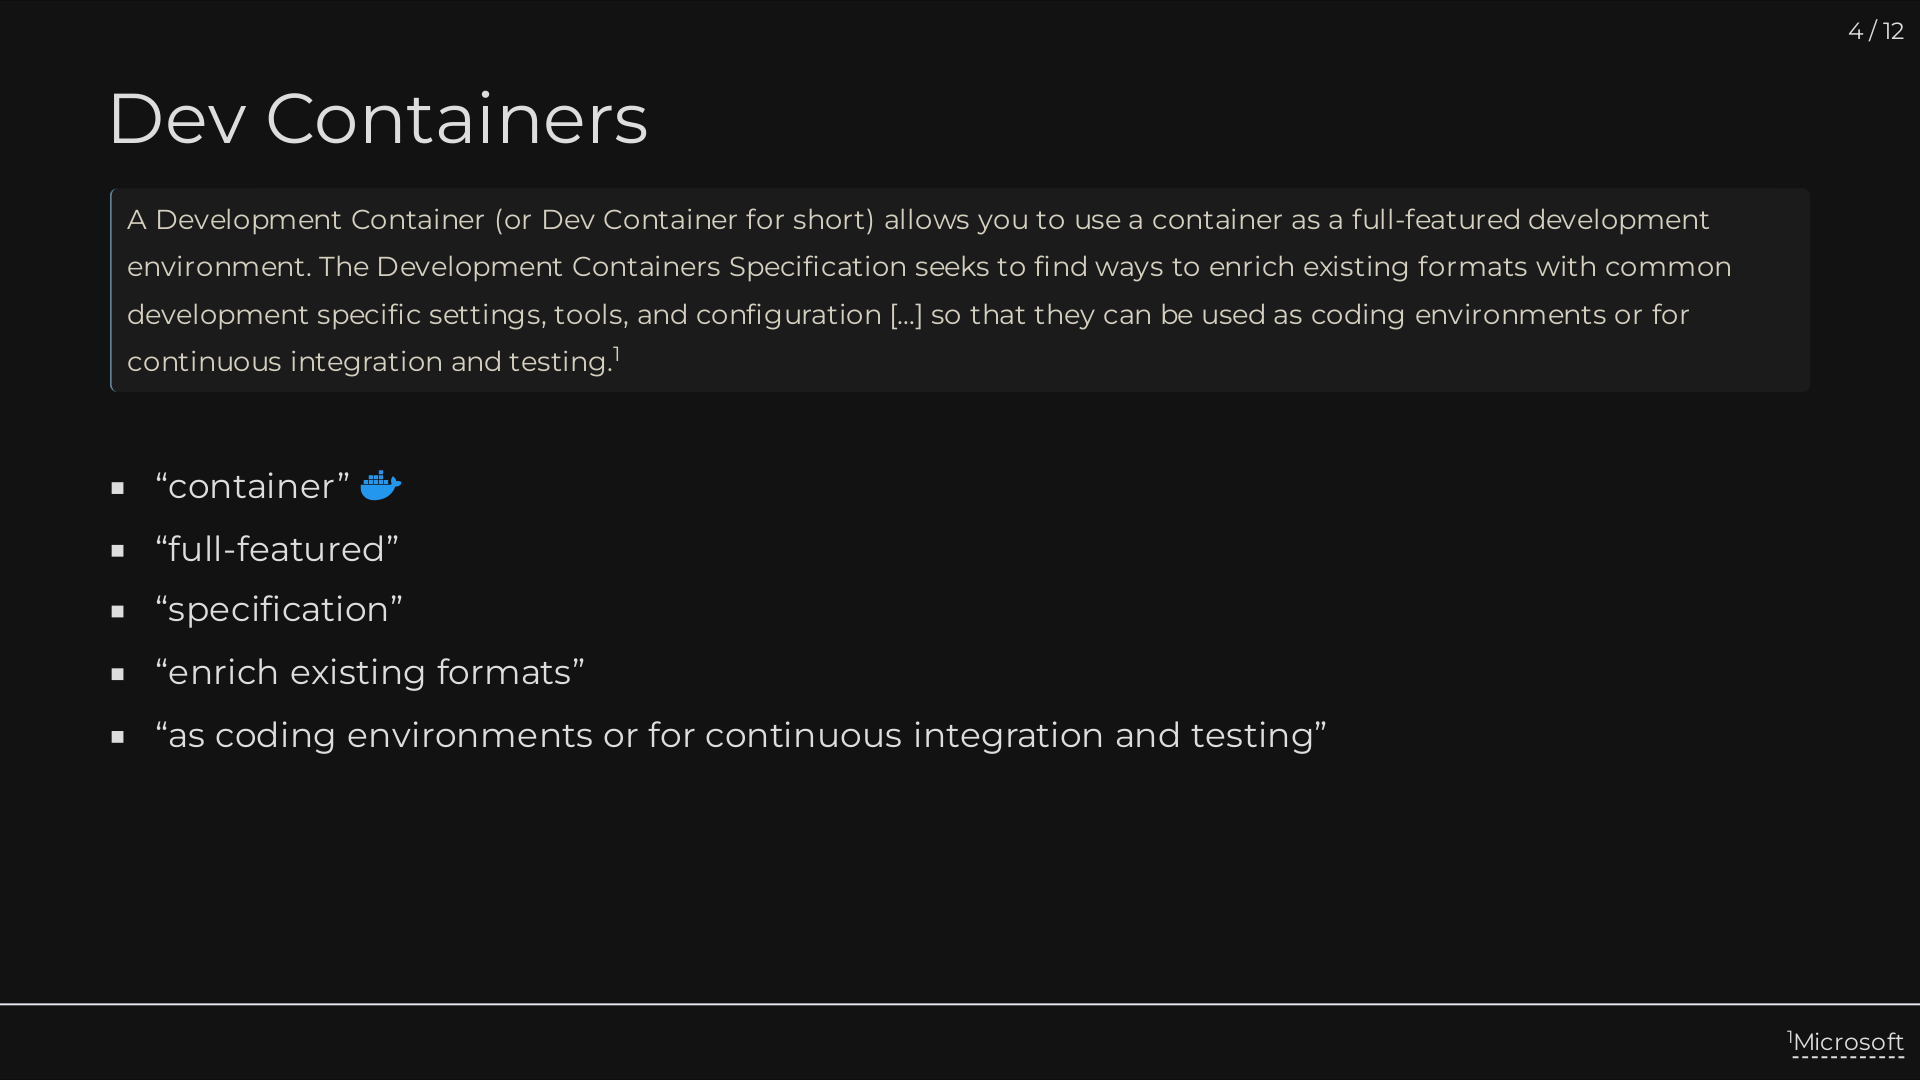 4 / 12
Dev Containers
A Development Container (or Dev Container for short) allows you to use a container as a full-featured development
environment. The Development Containers Specification seeks to find ways to enrich existing formats with common
development specific settings, tools, and configuration [...] so that they can be used as coding environments or for
continuous integration and testing.¹
▪ “container”
▪ “full-featured”
▪ “specification”
▪ “enrich existing formats”
▪ “as coding environments or for continuous integration and testing”
¹Microsoft